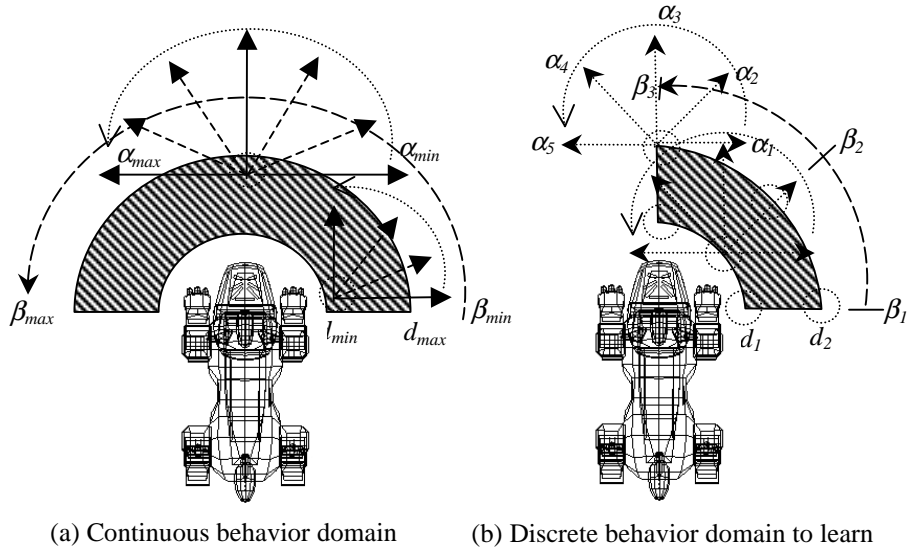 α3
α4
β3
α2
αmax
αmin
α5
α1
β2
βmax
lmin
dmax
βmin
d1
d2
β1
(a) Continuous behavior domain
(b) Discrete behavior domain to learn